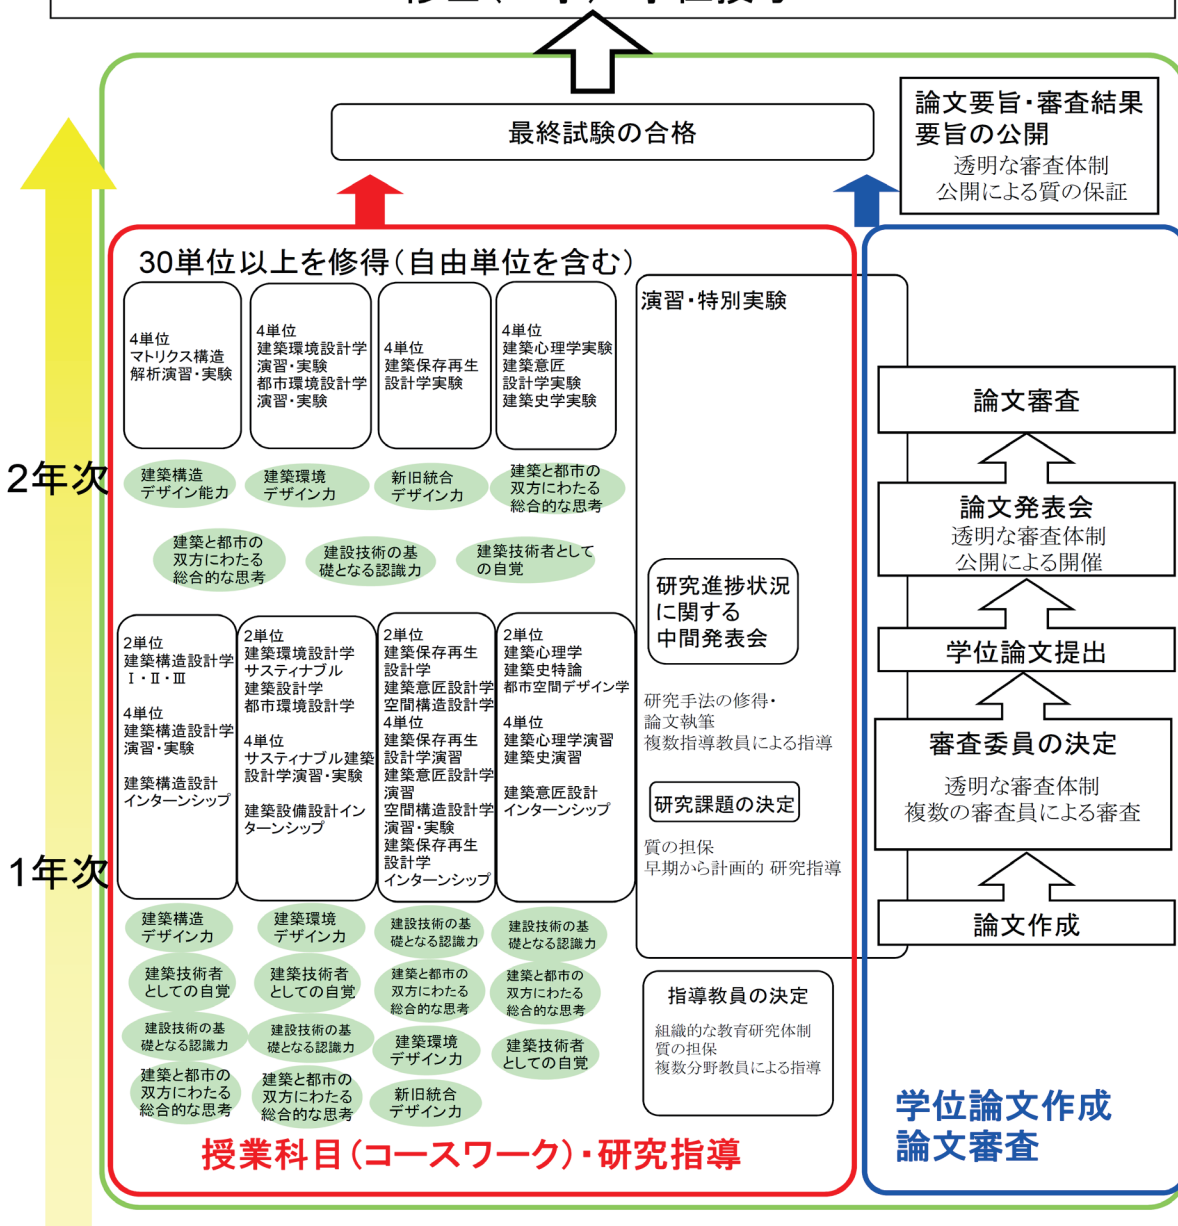 最終試験の合格
論文要旨・審査結果
要旨の公開
透明な審査体制
公開による質の保証
30単位以上を修得(自由単位を含む)
4単位
マトリクス構造
解析演習・実験
4単位
建築環境設計学
演習・実験
都市環境設計学
演習・実験
4単位
建築保存再生
設計学実験
4単位
建築心理学実験
建築意匠
設計学実験
建築史学実験
演習・特別実験
2年次
建築構造
デザイン能力
建築環境
デザイン力
新旧統合
デザイン力
建築と都市の
双方にわたる
総合的な思考
建築と都市の
双方にわたる
総合的な思考
建設技術の基
礎となる認識力
建築技術者として
の自覚
2単位
建築構造設計学
Ⅰ・Ⅱ・Ⅲ
4単位
建築構造設計学
演習・実験
建築構造設計
インターンシップ
2単位
建築環境設計学
サスティナブル
建築設計学
都市環境設計学
4単位
サスティナブル建築
設計学演習・実験
建築設備設計イン
ターンシップ
2単位
建築保存再生
設計学
建築意匠設計学
空間構造設計学
4単位
建築保存再生
設計学演習
建築意匠設計学
演習
空間構造設計学
演習・実験
建築保存再生
設計学
インターンシップ
2単位
建築心理学
建築史特論
都市空間デザイン学
4単位
建築心理学演習
建築史演習
建築意匠設計
インターンシップ
研究進捗状況
に関する
中間発表会
研究手法の修得・
論文執筆
複数指導教員による指導
研究課題の決定
質の担保
早期から計画的 研究指導
1年次
建築構造
デザイン力
建築技術者
としての自覚
建設技術の基
礎となる認識力
建築と都市の
双方にわたる
総合的な思考
建築環境
デザイン力
建築技術者
としての自覚
建設技術の基
礎となる認識力
建築と都市の
双方にわたる
総合的な思考
建設技術の基
礎となる認識力
建築と都市の
双方にわたる
総合的な思考
建築環境
デザイン力
新旧統合
デザイン力
建設技術の基
礎となる認識力
建築と都市の
双方にわたる
総合的な思考
建築技術者
としての自覚
指導教員の決定
組織的な教育研究体制
質の担保
複数分野教員による指導
授業科目(コースワーク)・研究指導
論文審査
論文発表会
透明な審査体制
公開による開催
学位論文提出
審査委員の決定
透明な審査体制
複数の審査員による審査
論文作成
学位論文作成
論文審査